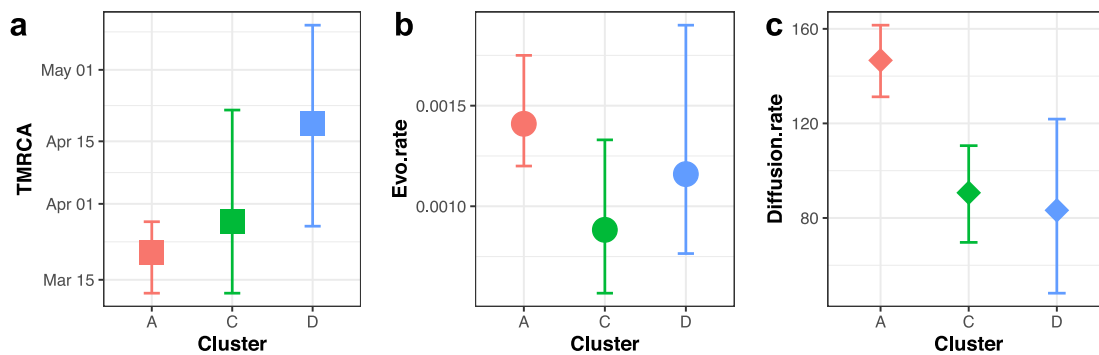 a
TMRCA
May 01
Apr 15
Apr 01
Mar 15
A
C
D
Cluster
b
Evo.rate
0.0015
0.0010
A
C
D
Cluster
c
Diffusion.rate
160
120
80
A
C
D
Cluster